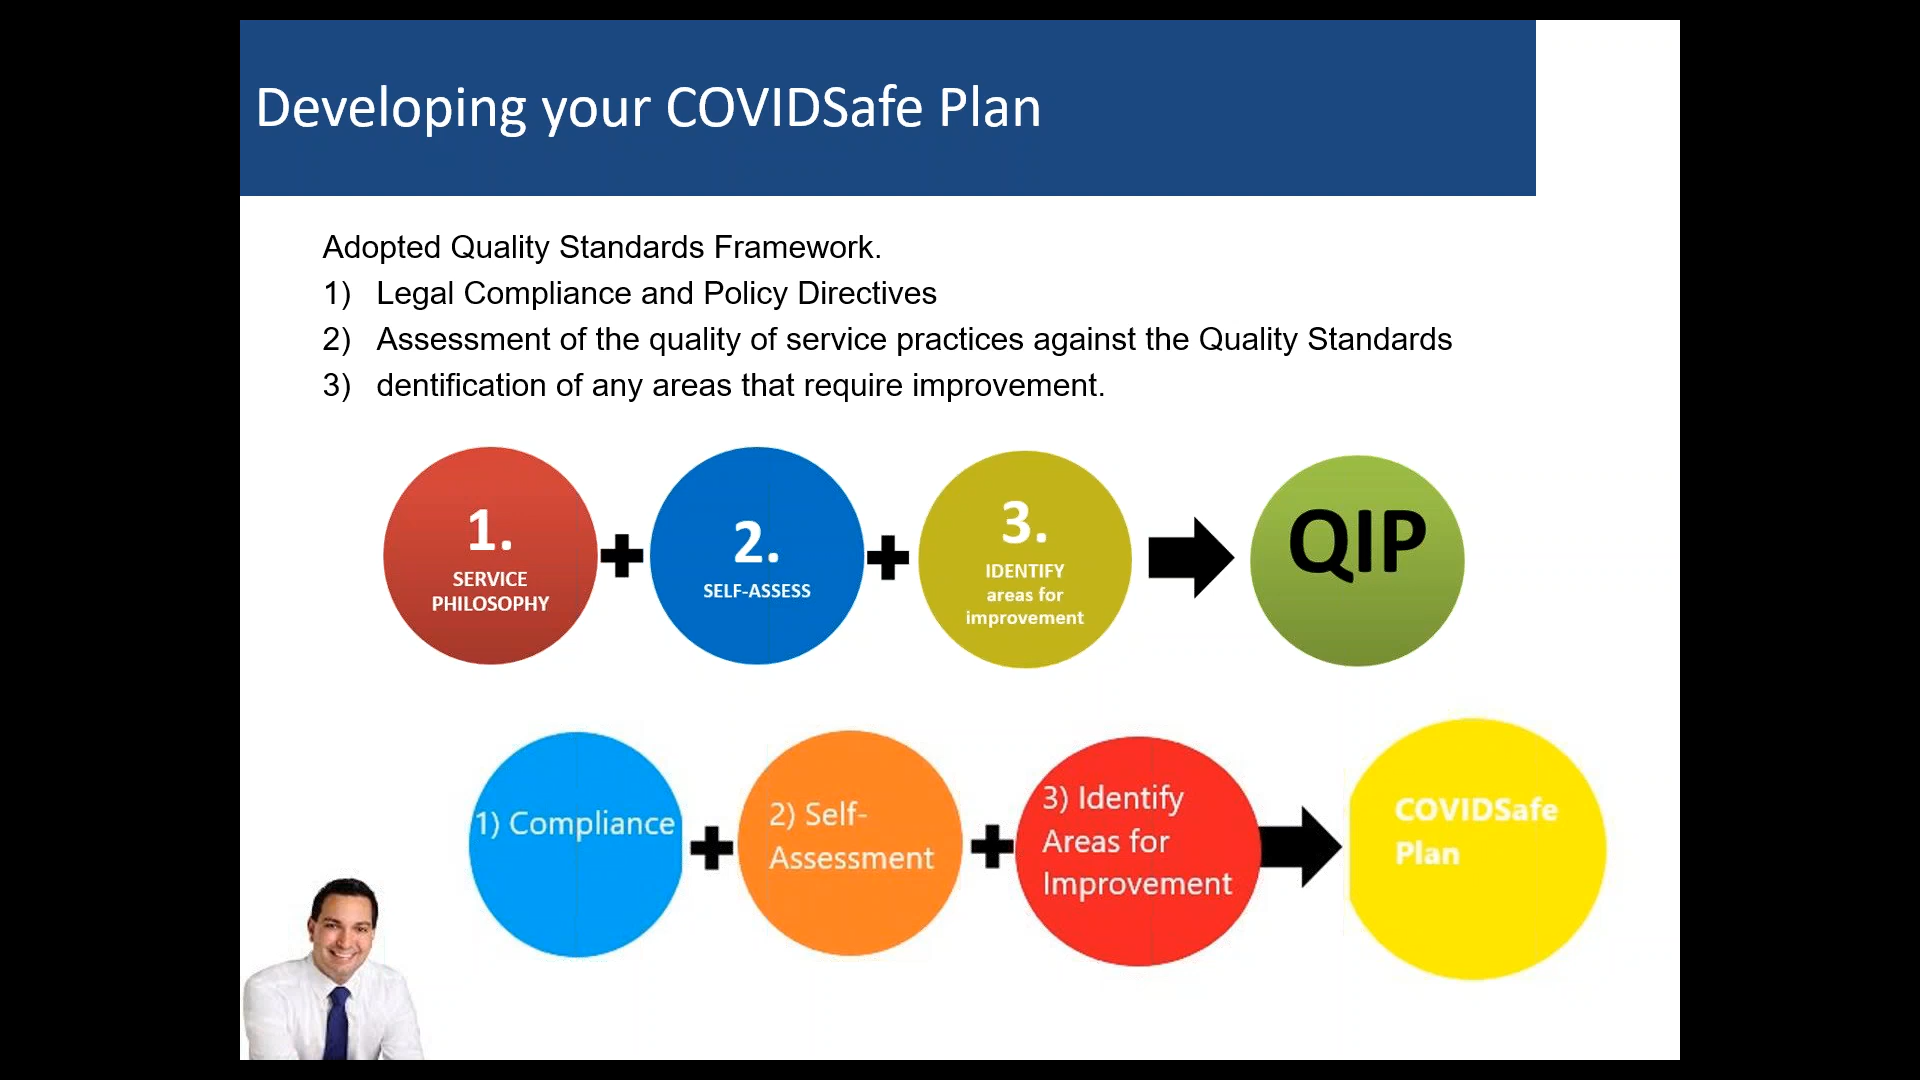 Developing your COVIDSafe Plan
Adopted Quality Standards Framework.
1) Legal Compliance and Policy Directives
2) Assessment of the quality of service practices against the Quality Standards
3) dentification of any areas that require improvement.
1.
SERVICE
PHILOSOPHY
2.
SELF-ASSESS
3.
IDENTIFY
areas for
improvement
QIP
1) Compliance
2) Self-
Assessment
3) Identify
Areas for
Improvement
COVIDSafe
Plan